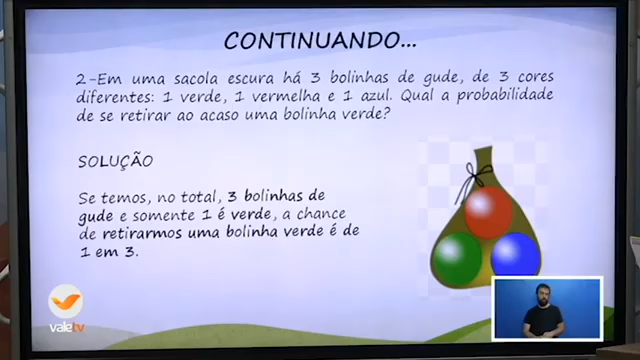 CONTINUANDO...
2-Em uma sacola escura há 3 bolinhas de gude, de 3 cores
diferentes: 1 verde, 1 vermelha e 1 azul. Qual a probabilidade
de se retirar ao acaso uma bolinha verde?
SOLUÇÃO
Se temos, no total, 3 bolinhas de
gude e somente 1 é verde, a chance
de retirarmos uma bolinha verde é de
1 em 3.
valetv